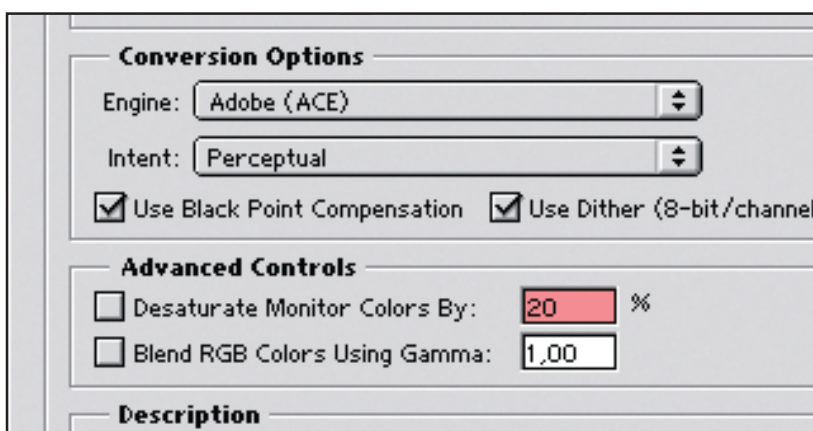 Conversion Options
Engine: Adobe (ACE)
Intent: Perceptual
Use Black Point Compensation Use Dither (8-bit/channel
Advanced Controls
Desaturate Monitor Colors By: 20 %
Blend RGB Colors Using Gamma: 1,00
Description